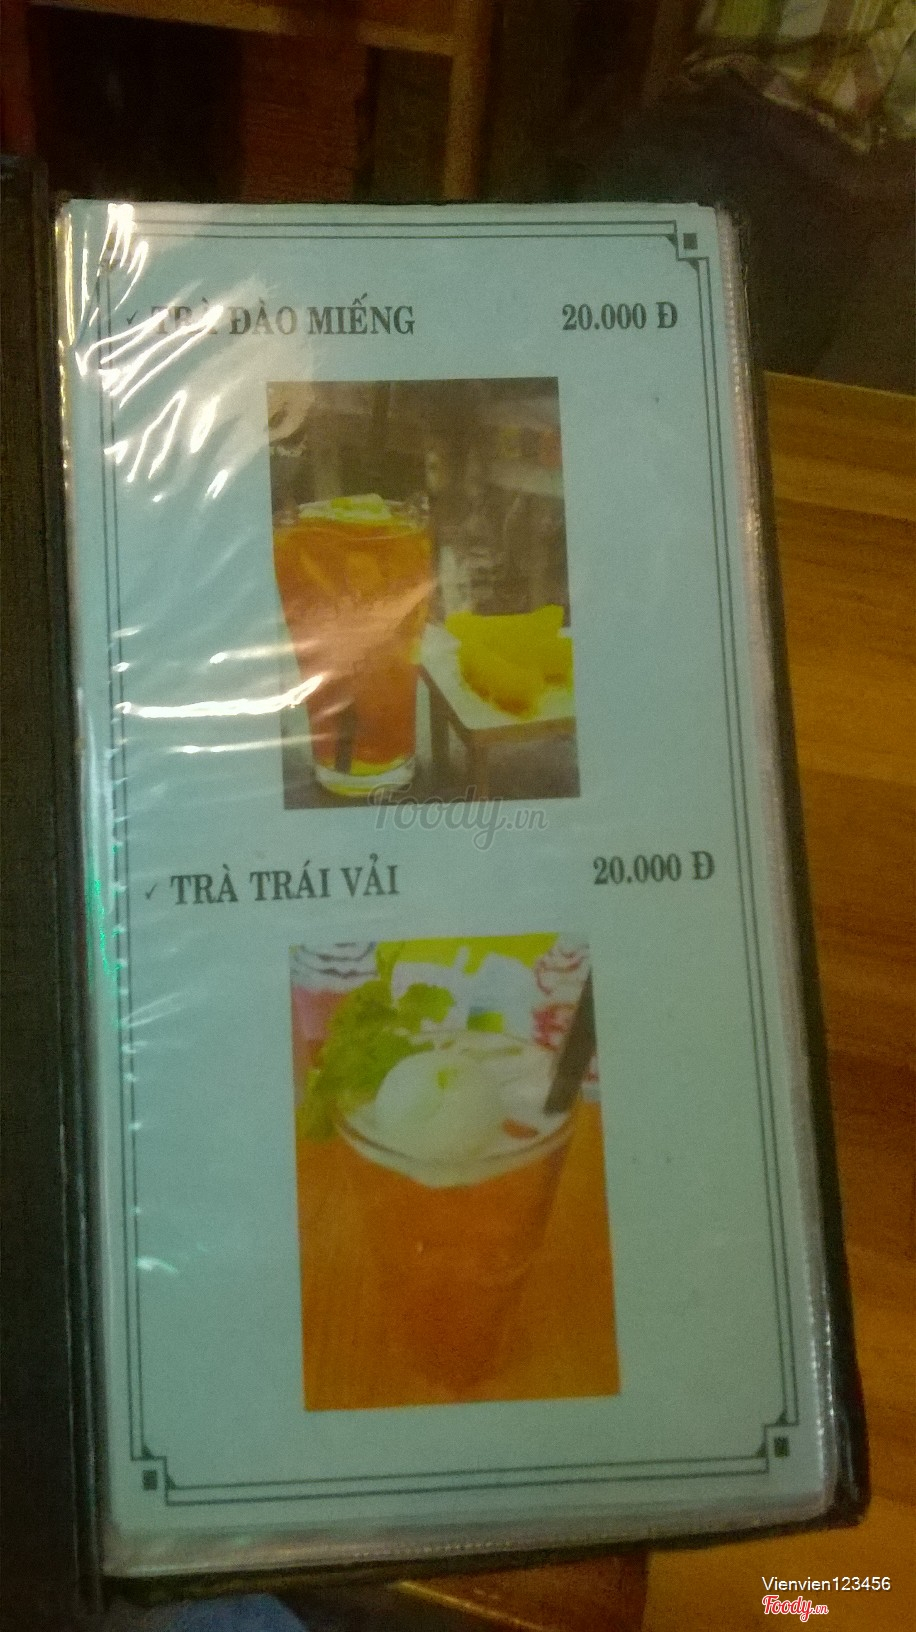 ✓ TRÀ ĐÀO MIẾNG 20.000 Đ
Foody.vn
✓ TRÀ TRÁI VẢI 20.000 Đ
Vienvien123456
Foody.vn